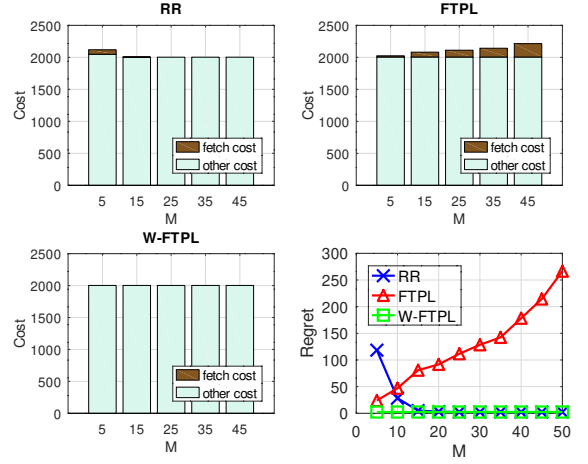 RR
2500
2000
1500
1000
500
0
Cost
fetch cost
other cost
5 15 25 35 45
M
FTPL
2500
2000
1500
1000
500
0
Cost
fetch cost
other cost
5 15 25 35 45
M
W-FTPL
2500
2000
1500
1000
500
0
Cost
fetch cost
other cost
5 15 25 35 45
M
300
250
200
150
100
50
0
Regret
RR
FTPL
W-FTPL
0 10 20 30 40 50
M